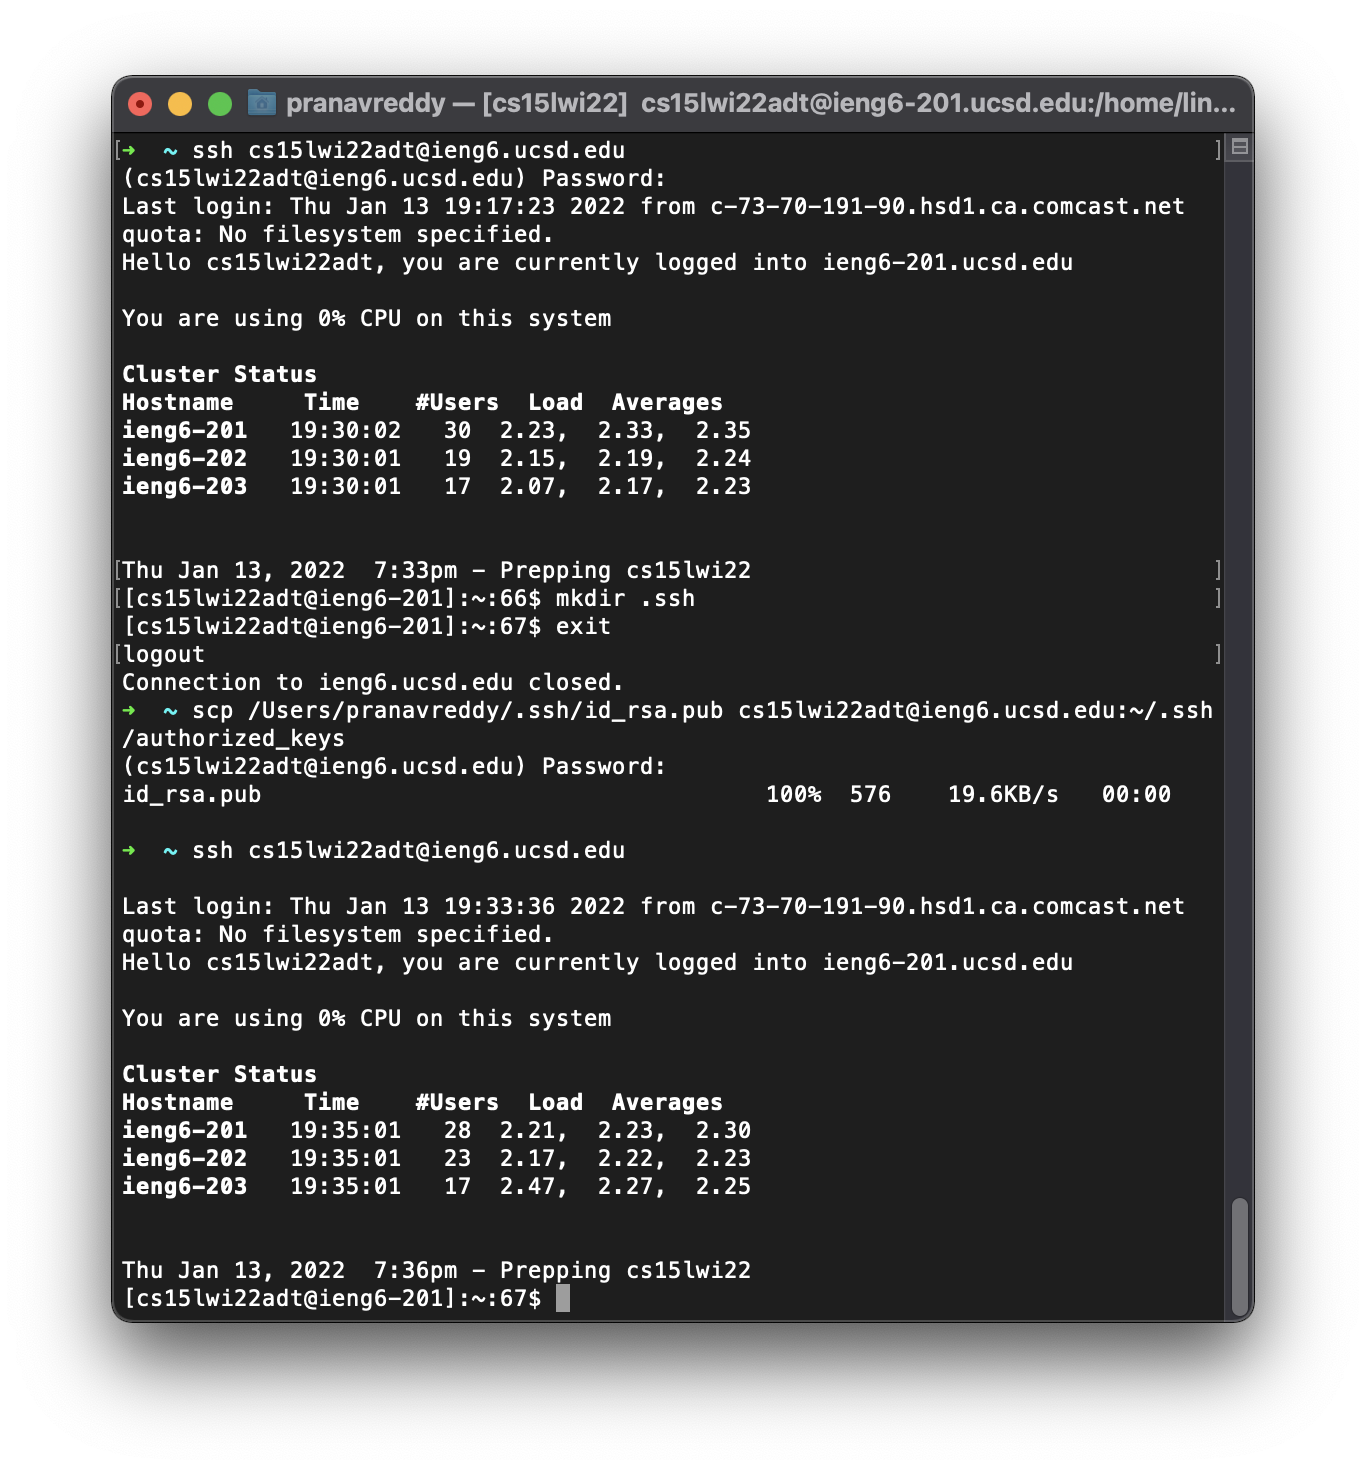 pranavreddy — [cs15lwi22] cs15lwi22adt@ieng6-201.ucsd.edu:/home/lin...
[➜  ~ ssh cs15lwi22adt@ieng6.ucsd.edu ]
(cs15lwi22adt@ieng6.ucsd.edu) Password:
Last login: Thu Jan 13 19:17:23 2022 from c-73-70-191-90.hsd1.ca.comcast.net
quota: No filesystem specified.
Hello cs15lwi22adt, you are currently logged into ieng6-201.ucsd.edu
You are using 0% CPU on this system
Cluster Status
Hostname     Time    #Users  Load  Averages
ieng6-201   19:30:02   30  2.23,  2.33,  2.35
ieng6-202   19:30:01   19  2.15,  2.19,  2.24
ieng6-203   19:30:01   17  2.07,  2.17,  2.23
[Thu Jan 13, 2022  7:33pm - Prepping cs15lwi22 ]
[[cs15lwi22adt@ieng6-201]:~:66$ mkdir .ssh ]
[cs15lwi22adt@ieng6-201]:~:67$ exit
[logout ]
Connection to ieng6.ucsd.edu closed.
➜  ~ scp /Users/pranavreddy/.ssh/id_rsa.pub cs15lwi22adt@ieng6.ucsd.edu:~/.ssh
/authorized_keys
(cs15lwi22adt@ieng6.ucsd.edu) Password:
id_rsa.pub 100%  576    19.6KB/s   00:00
➜  ~ ssh cs15lwi22adt@ieng6.ucsd.edu
Last login: Thu Jan 13 19:33:36 2022 from c-73-70-191-90.hsd1.ca.comcast.net
quota: No filesystem specified.
Hello cs15lwi22adt, you are currently logged into ieng6-201.ucsd.edu
You are using 0% CPU on this system
Cluster Status
Hostname     Time    #Users  Load  Averages
ieng6-201   19:35:01   28  2.21,  2.23,  2.30
ieng6-202   19:35:01   23  2.17,  2.22,  2.23
ieng6-203   19:35:01   17  2.47,  2.27,  2.25
Thu Jan 13, 2022  7:36pm - Prepping cs15lwi22
[cs15lwi22adt@ieng6-201]:~:67$